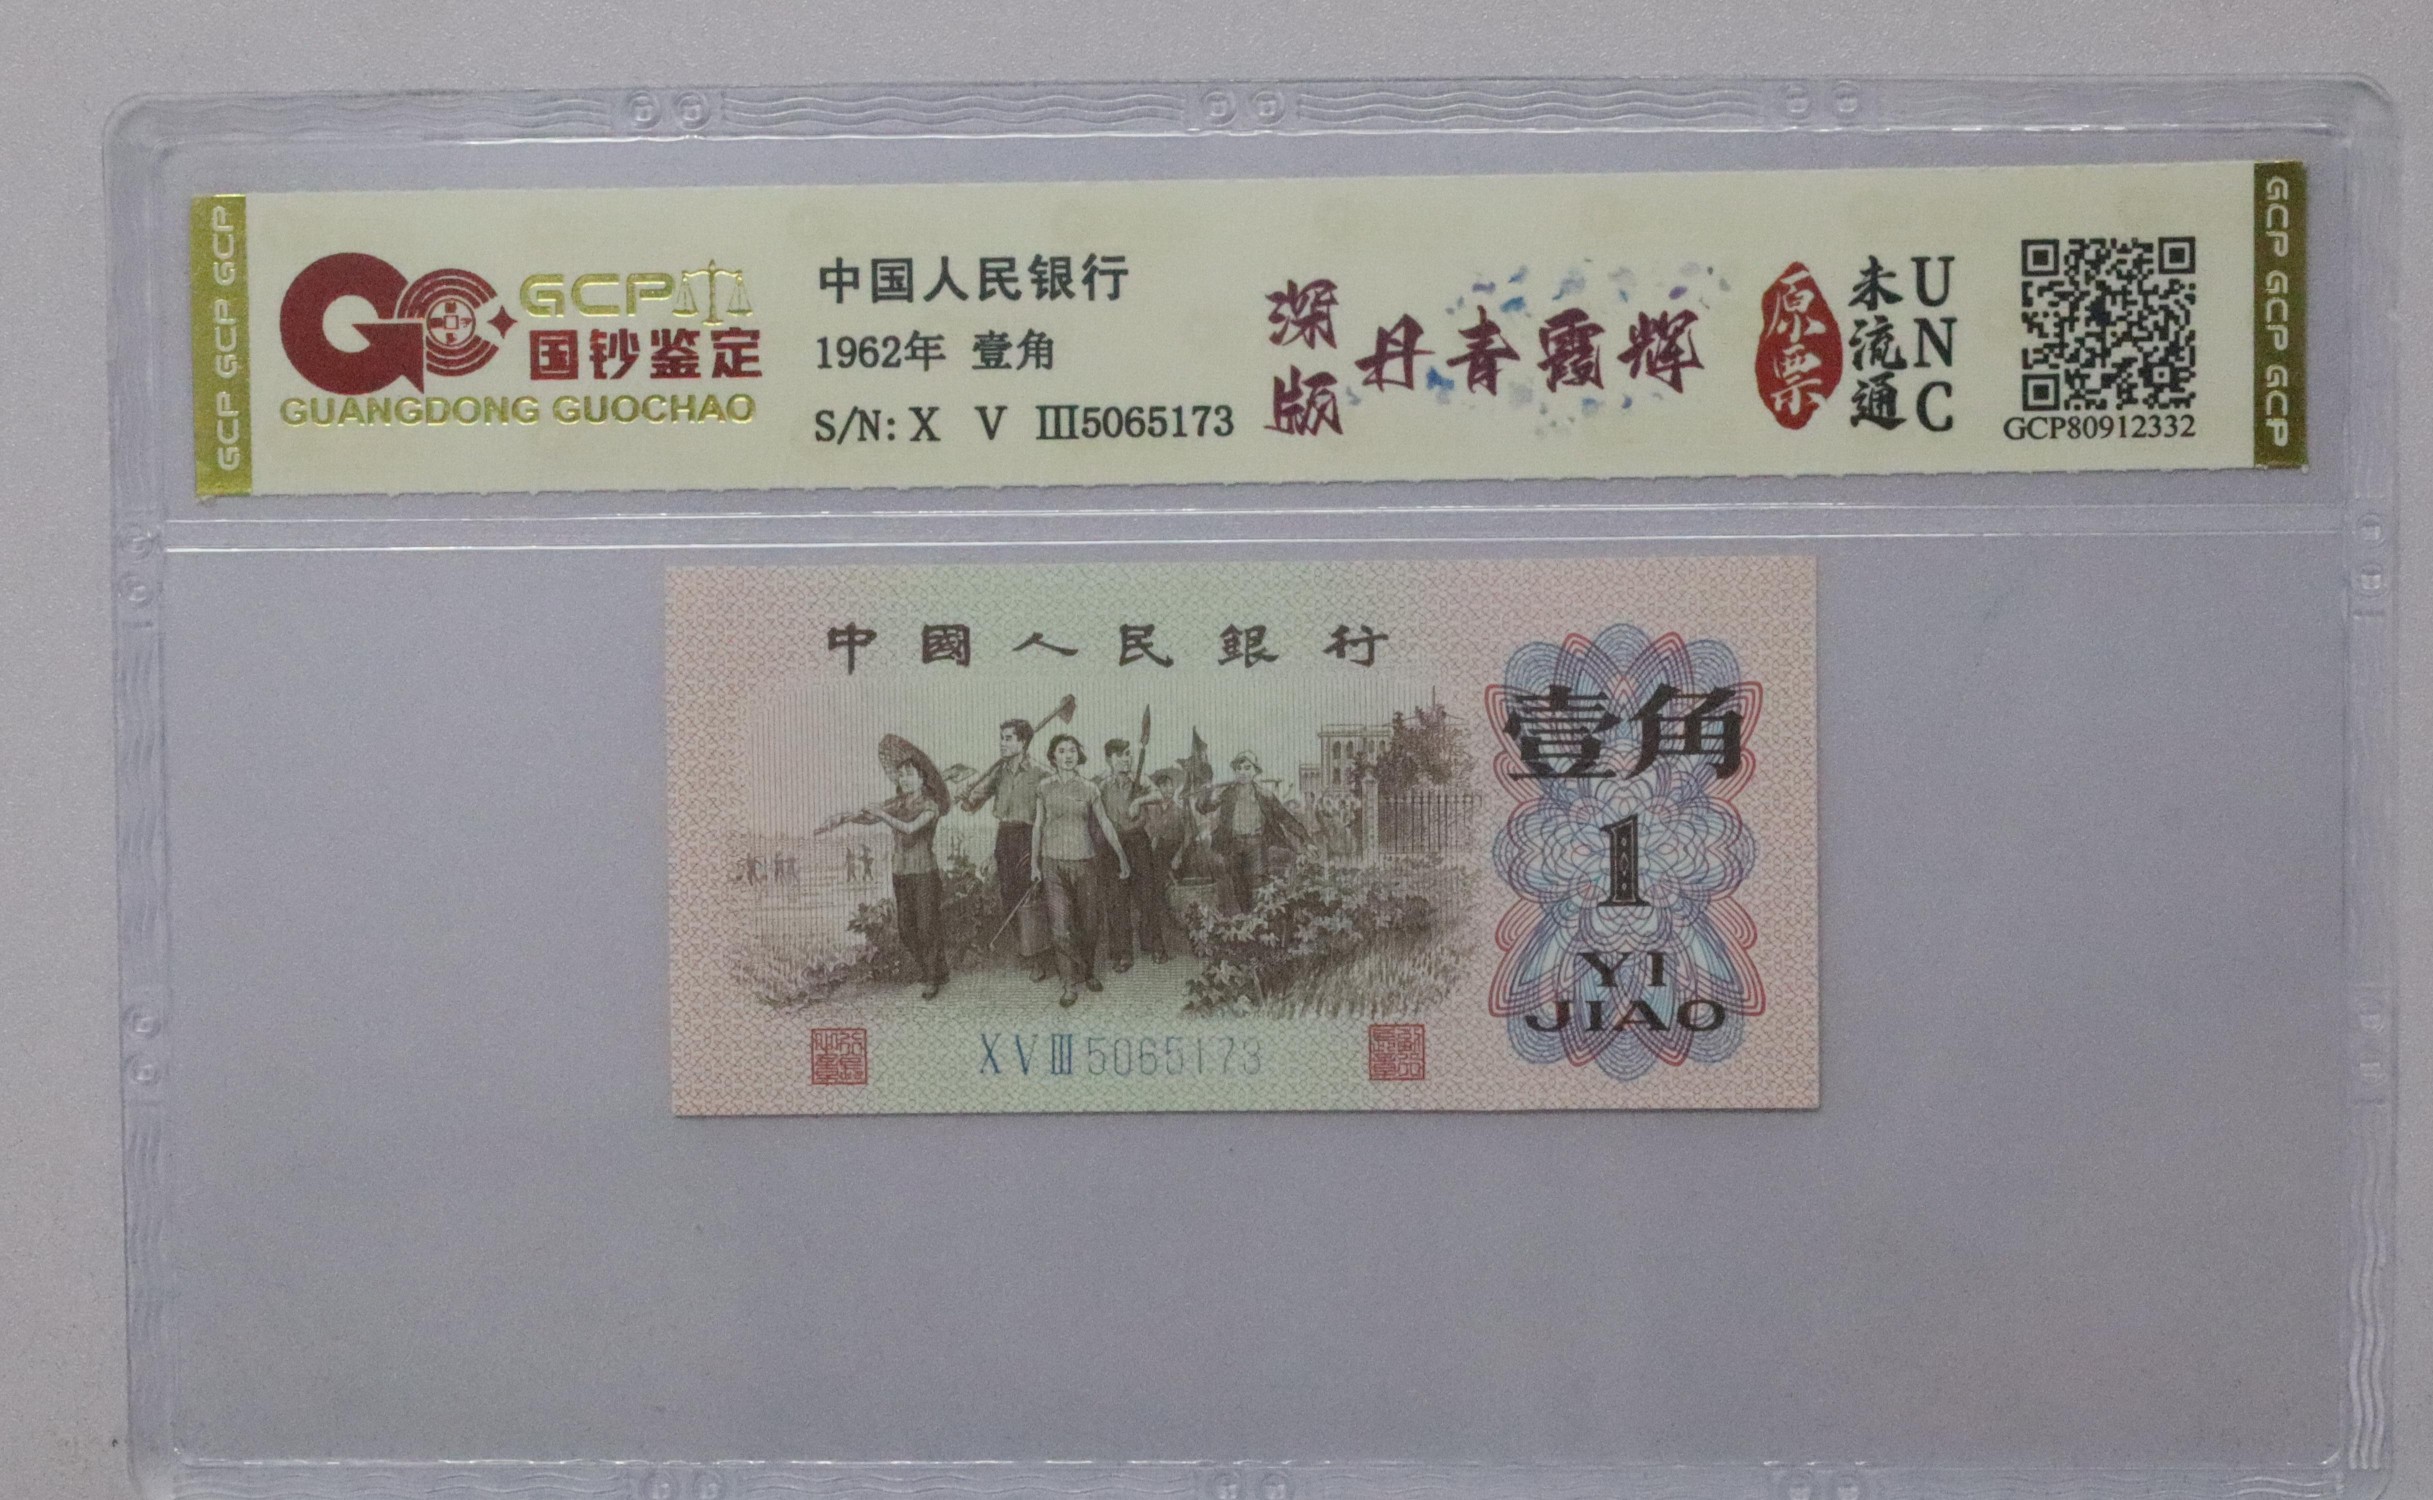 GCP GCP GCP
GCP
国钞鉴定
GUANGDONG GUOCHAO
中国人民银行
1962年 壹角
S/N: X V Ⅲ5065173
深版
丹青霞辉
原票
未流通
UNC
GCP80912332
GCP GCP GCP
中國人民銀行
壹角
1
YI
JIAO
X V Ⅲ 5065173